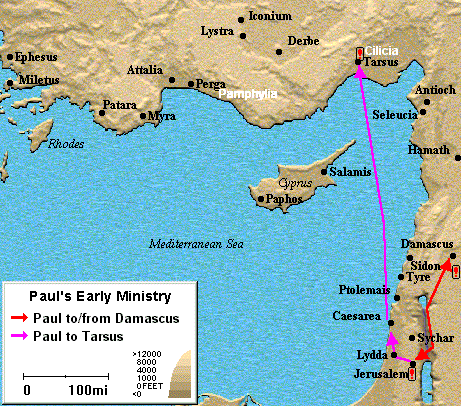 Iconium
Lystra
Derbe
Cilicia
Tarsus
Ephesus
Miletus
Attalia
Perga
Pamphylia
Antioch
Seleucia
Patara
Myra
Rhodes
Hamath
Salamis
Cyprus
Paphos
Mediterranean Sea
Damascus
Sidon
Tyre
Ptolemais
Caesarea
Sychar
Lydda
Jerusalem
Paul's Early Ministry
Paul to/from Damascus
Paul to Tarsus
>12000
8000
4000
1000
0 FEET
<0
0 100mi